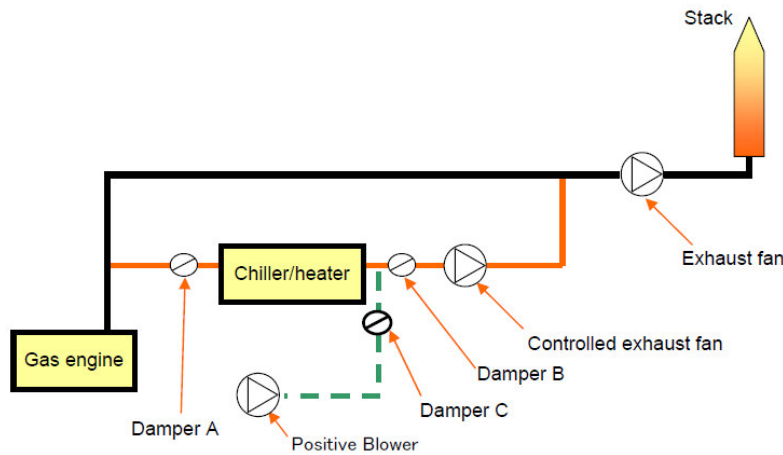 Stack
Exhaust fan
Chiller/heater
Controlled exhaust fan
Gas engine
Damper B
Damper C
Damper A
Positive Blower